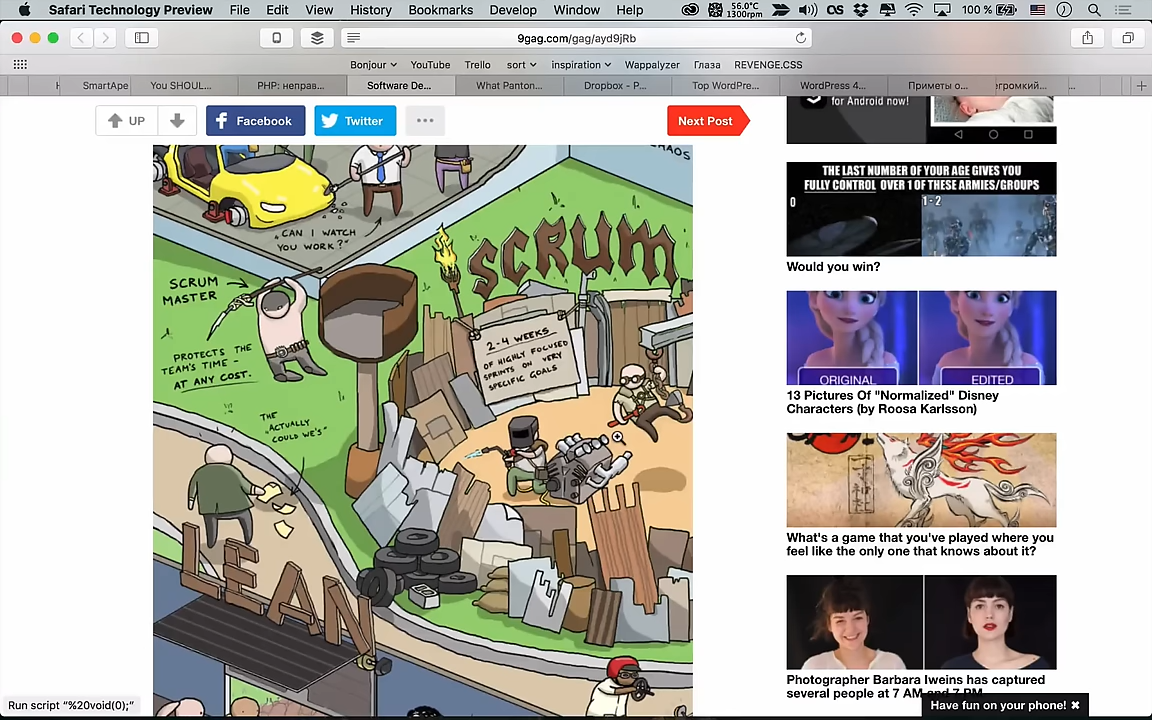 Safari Technology Preview File Edit View History Bookmarks Develop Window Help
56.0°C
1300rpm
100 %
9gag.com/gag/ayd9jRb
Bonjour YouTube Trello sort inspiration Wappalyzer Глаза REVENGE.CSS
SmartApe
You SHOUL...
PHP: неправ...
Software De...
What Panton...
Dropbox - P...
Top WordPre...
WordPress 4...
Приметы о...
UP
Facebook
Twitter
Next Post
for Android now!
"CAN I WATCH
YOU WORK?"
SCRUM
SCRUM
MASTER
PROTECTS THE
TEAM'S TIME -
AT ANY COST.
2-4 WEEKS
OF HIGHLY FOCUSED
SPRINTS ON VERY
SPECIFIC GOALS
THE
"ACTUALLY
COULD WE'S"
LEAN
THE LAST NUMBER OF YOUR AGE GIVES YOU
FULLY CONTROL OVER 1 OF THESE ARMIES/GROUPS
0
1-2
Would you win?
ORIGINAL
EDITED
13 Pictures Of "Normalized" Disney
Characters (by Roosa Karlsson)
What's a game that you've played where you
feel like the only one that knows about it?
Photographer Barbara Iweins has captured
several people at 7 AM and 7 PM
Have fun on your phone! ✖
Run script "%20void(0);"